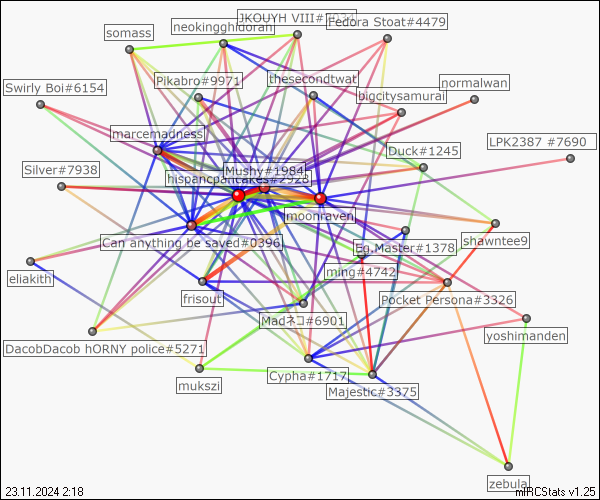 JKOUYH VIII#7024
Fedora Stoat#4479
neokingghidoran
somass
Pikabro#9971
thesecondtwat
normalwan
Swirly Boi#6154
bigcitysamurai
marcemadness
LPK2387 #7690
Duck#1245
Mushy#1984
Silver#7938
hispancpancakes#2928
moonraven
Can anything be saved#0396
Eg.Master#1378
shawntee9
ming#4742
eliakith
frisout
Pocket Persona#3326
Madネコ#6901
yoshimanden
DacobDacob hORNY police#5271
Cypha#1717
mukszi
Majestic#3375
zebula
23.11.2024 2:18
mIRCStats v1.25